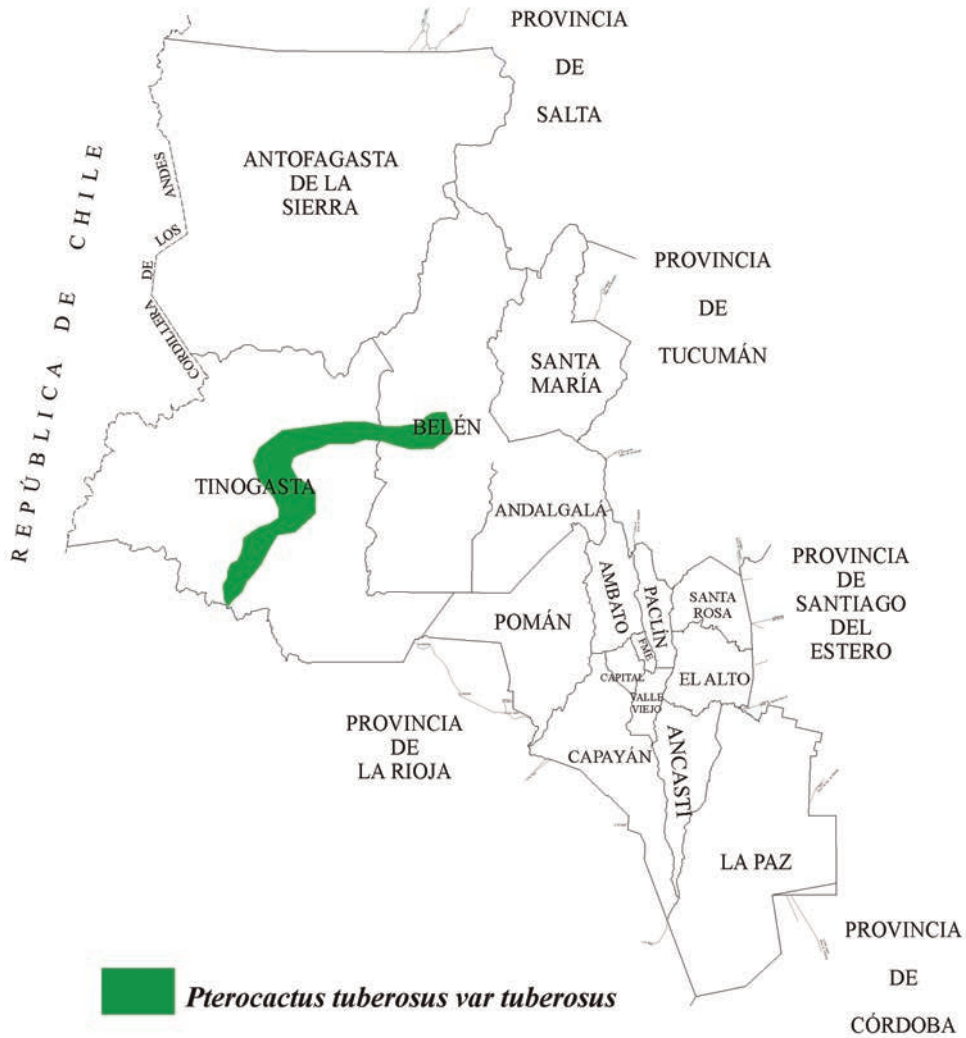 PROVINCIA
DE
SALTA
ANTOFAGASTA
DE LA
SIERRA
REPÚBLICA DE CHILE
CORDILLERA DE LOS ANDES
PROVINCIA
DE
TUCUMÁN
SANTA
MARÍA
BELÉN
TINOGASTA
ANDALGALÁ
AMBATO
PACLÍN
SANTA
ROSA
PROVINCIA
DE
SANTIAGO
DEL
ESTERO
POMÁN
FME
CAPITAL
VALLE
VIEJO
EL ALTO
PROVINCIA
DE
LA RIOJA
CAPAYÁN
ANCASTI
LA PAZ
PROVINCIA
DE
CÓRDOBA
Pterocactus tuberosus var tuberosus